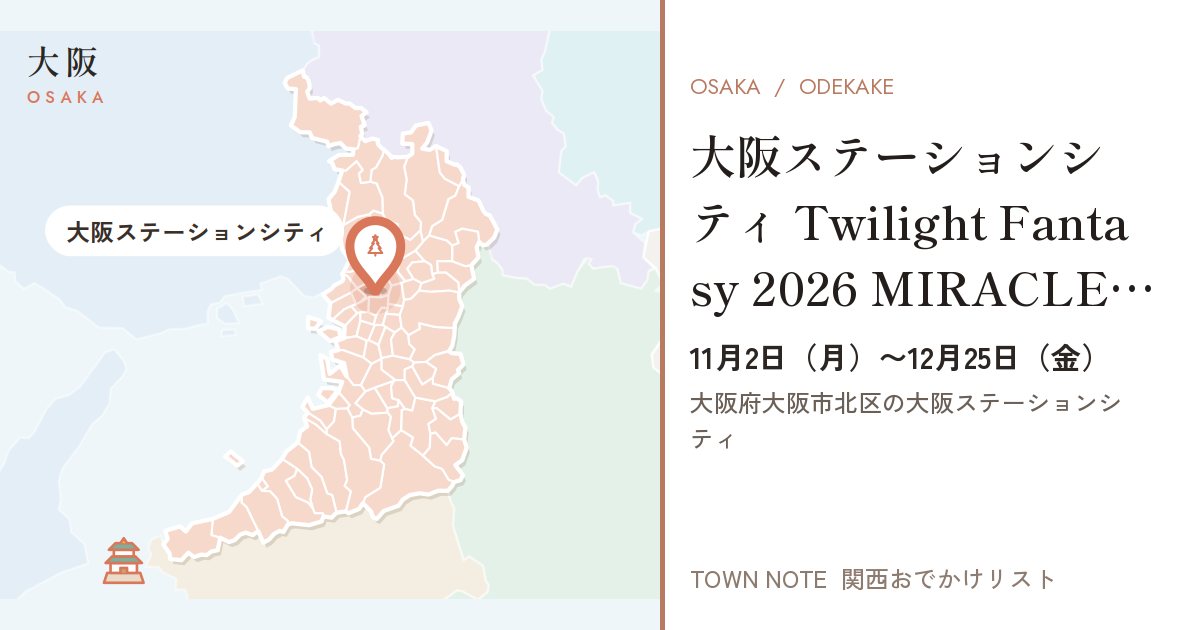 大阪
OSAKA
大阪ステーションシティ
OSAKA / ODEKAKE
大阪ステーションシ
ティ Twilight Fanta
sy 2026 MIRACLE…
11月2日（月）〜12月25日（金）
大阪府大阪市北区の大阪ステーションシ
ティ
TOWN NOTE 関西おでかけリスト